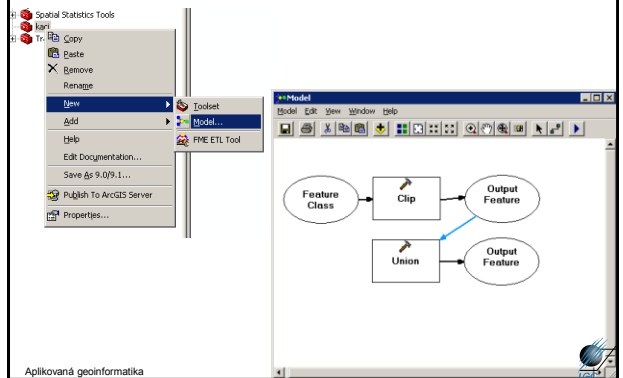 Spatial Statistics Tools
kaci
Tr
Copy
Paste
Remove
Rename
New
Add
Help
Edit Documentation...
Save As 9.0/9.1...
Publish To ArcGIS Server
Properties...
Toolset
Model...
FME ETL Tool
Model
Model Edit View Window Help
Feature
Class
Clip
Output
Feature
Union
Output
Feature
Aplikovaná geoinformatika